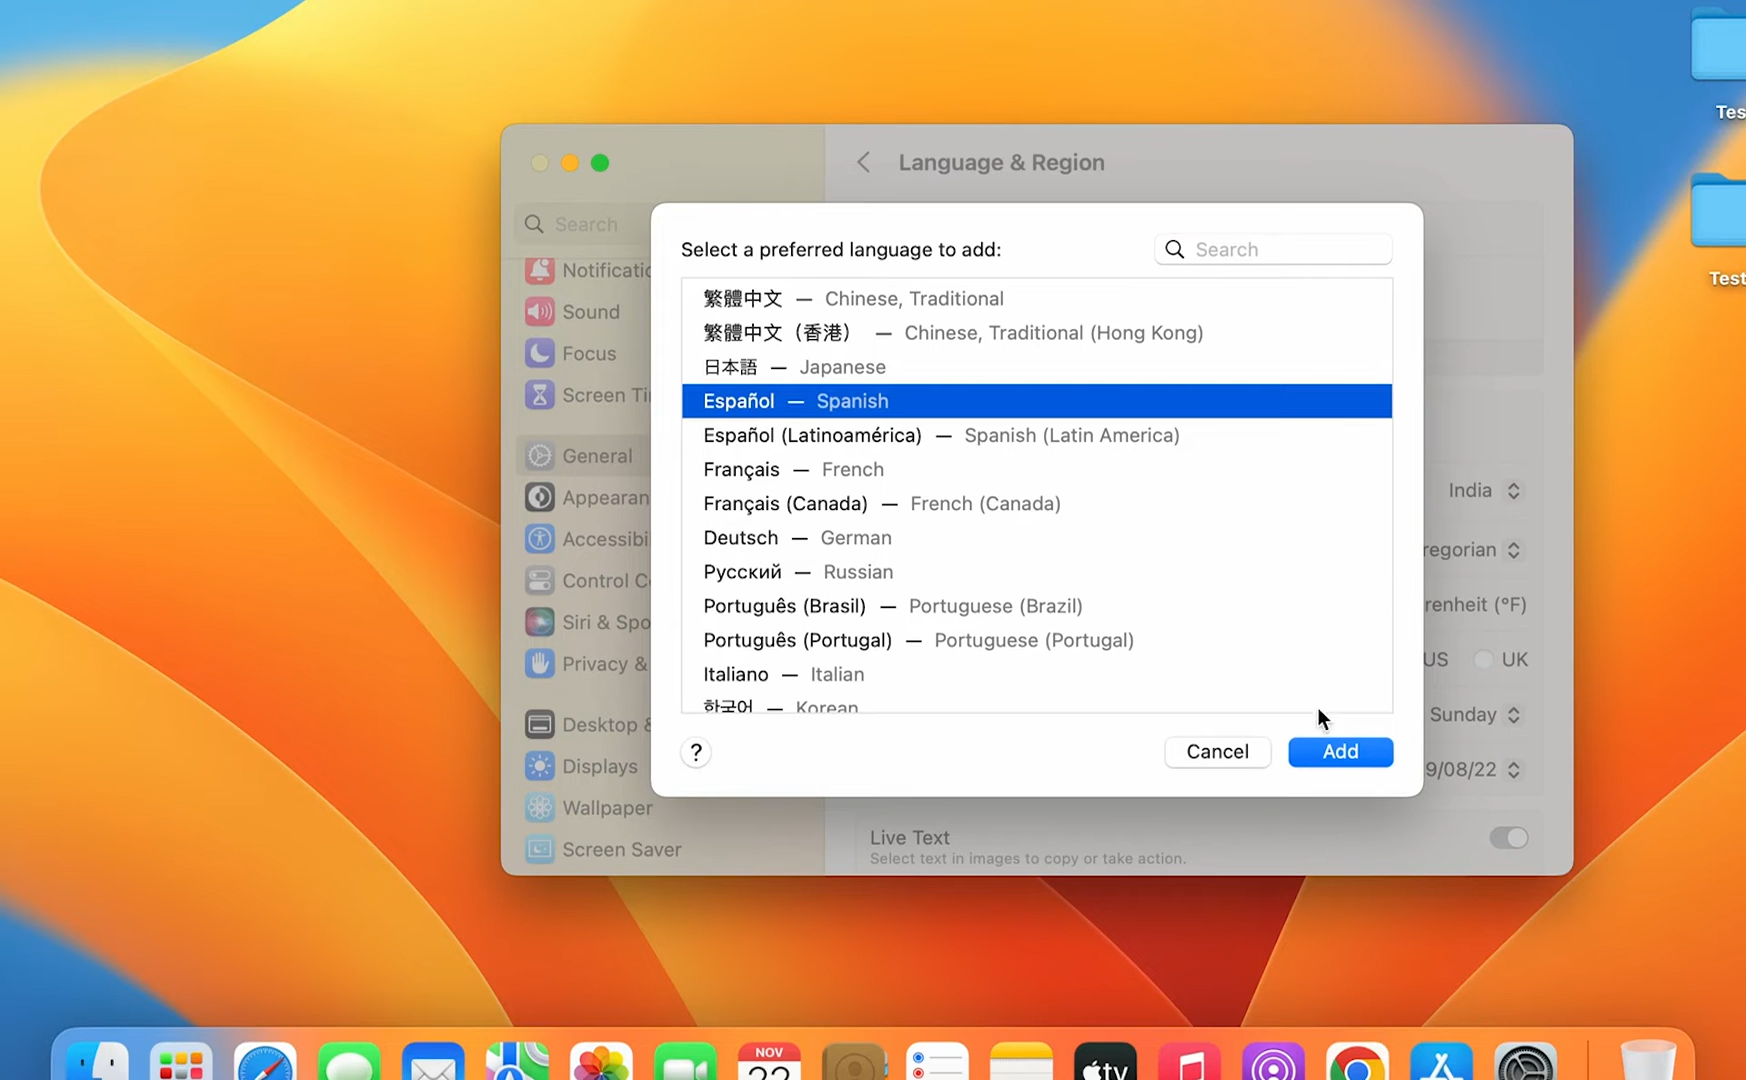 Tes
Test
Language & Region
Search
Notificatio
Sound
Focus
Screen Ti
General
Appearan
Accessibi
Control C
Siri & Spo
Privacy &
Desktop &
Displays
Wallpaper
Screen Saver
Select a preferred language to add:
Search
繁體中文 — Chinese, Traditional
繁體中文（香港） — Chinese, Traditional (Hong Kong)
日本語 — Japanese
Español — Spanish
Español (Latinoamérica) — Spanish (Latin America)
Français — French
Français (Canada) — French (Canada)
Deutsch — German
Русский — Russian
Português (Brasil) — Portuguese (Brazil)
Português (Portugal) — Portuguese (Portugal)
Italiano — Italian
한국어 — Korean
?
Cancel
Add
India
regorian
renheit (°F)
US UK
Sunday
9/08/22
Live Text
Select text in images to copy or take action.
NOV
22
tv